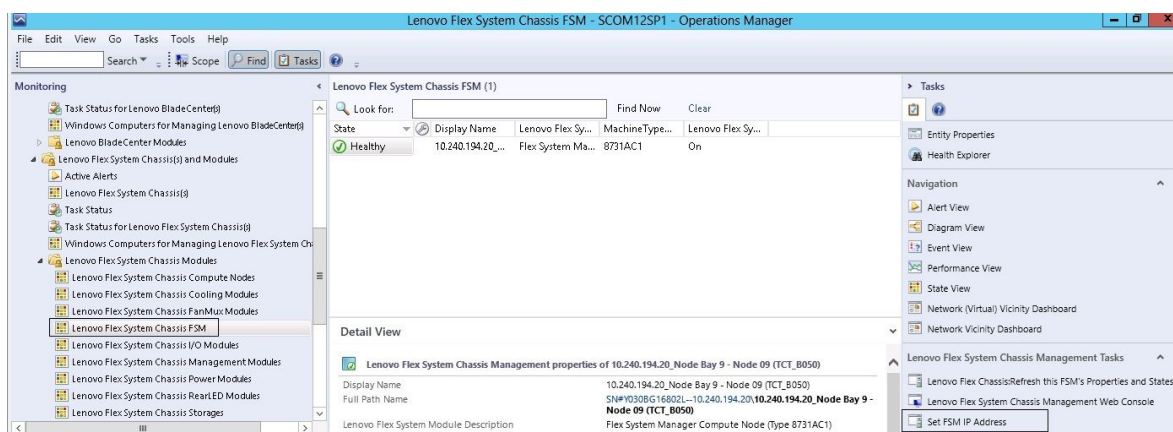 Lenovo Flex System Chassis FSM - SCOM12SP1 - Operations Manager
File Edit View Go Tasks Tools Help
Search Scope Find Tasks
Monitoring
Task Status for Lenovo BladeCenter(s)
Windows Computers for Managing Lenovo BladeCenter(s)
Lenovo BladeCenter Modules
Lenovo Flex System Chassis(s) and Modules
Active Alerts
Lenovo Flex System Chassis(s)
Task Status
Task Status for Lenovo Flex System Chassis(s)
Windows Computers for Managing Lenovo Flex System Ch
Lenovo Flex System Chassis Modules
Lenovo Flex System Chassis Compute Nodes
Lenovo Flex System Chassis Cooling Modules
Lenovo Flex System Chassis FanMux Modules
Lenovo Flex System Chassis FSM
Lenovo Flex System Chassis I/O Modules
Lenovo Flex System Chassis Management Modules
Lenovo Flex System Chassis Power Modules
Lenovo Flex System Chassis RearLED Modules
Lenovo Flex System Chassis Storages
Lenovo Flex System Chassis FSM (1)
Look for: Find Now Clear
State Display Name Lenovo Flex Sy... MachineType... Lenovo Flex Sy...
Healthy 10.240.194.20_... Flex System Ma... 8731AC1 On
Detail View
Lenovo Flex System Chassis Management properties of 10.240.194.20_Node Bay 9 - Node 09 (TCT_B050)
Display Name 10.240.194.20_Node Bay 9 - Node 09 (TCT_B050)
Full Path Name SN#Y030BG16802L--10.240.194.20\10.240.194.20_Node Bay 9 -
Node 09 (TCT_B050)
Lenovo Flex System Module Description Flex System Manager Compute Node (Type 8731AC1)
Tasks
Entity Properties
Health Explorer
Navigation
Alert View
Diagram View
Event View
Performance View
State View
Network (Virtual) Vicinity Dashboard
Network Vicinity Dashboard
Lenovo Flex System Chassis Management Tasks
Lenovo Flex Chassis:Refresh this FSM's Properties and States
Lenovo Flex System Chassis Management Web Console
Set FSM IP Address